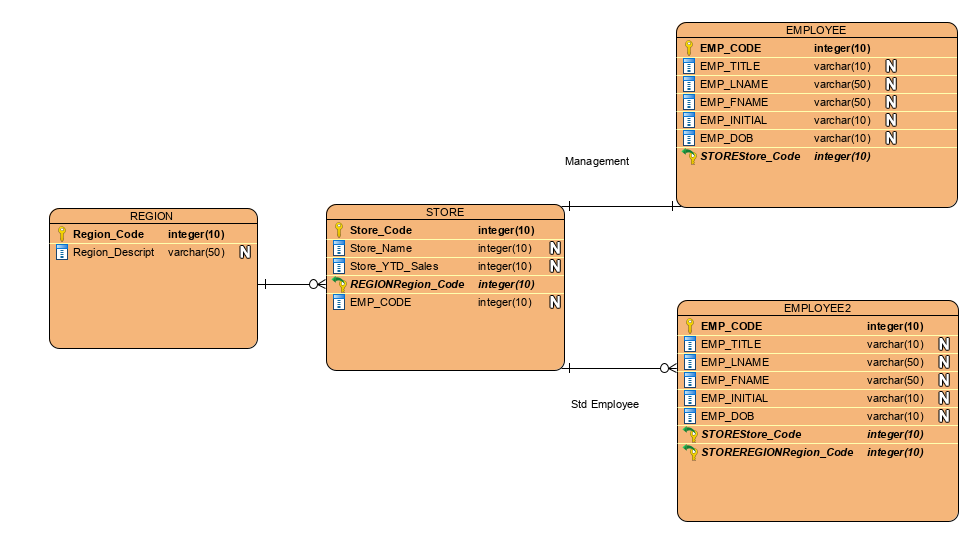 EMPLOYEE
EMP_CODE integer(10)
EMP_TITLE varchar(10) N
EMP_LNAME varchar(50) N
EMP_FNAME varchar(50) N
EMP_INITIAL varchar(10) N
EMP_DOB varchar(10) N
STOREStore_Code integer(10)
Management
REGION
Region_Code integer(10)
Region_Descript varchar(50) N
STORE
Store_Code integer(10)
Store_Name integer(10) N
Store_YTD_Sales integer(10) N
REGIONRegion_Code integer(10)
EMP_CODE integer(10) N
Std Employee
EMPLOYEE2
EMP_CODE integer(10)
EMP_TITLE varchar(10) N
EMP_LNAME varchar(50) N
EMP_FNAME varchar(50) N
EMP_INITIAL varchar(10) N
EMP_DOB varchar(10) N
STOREStore_Code integer(10)
STOREREGIONRegion_Code integer(10)